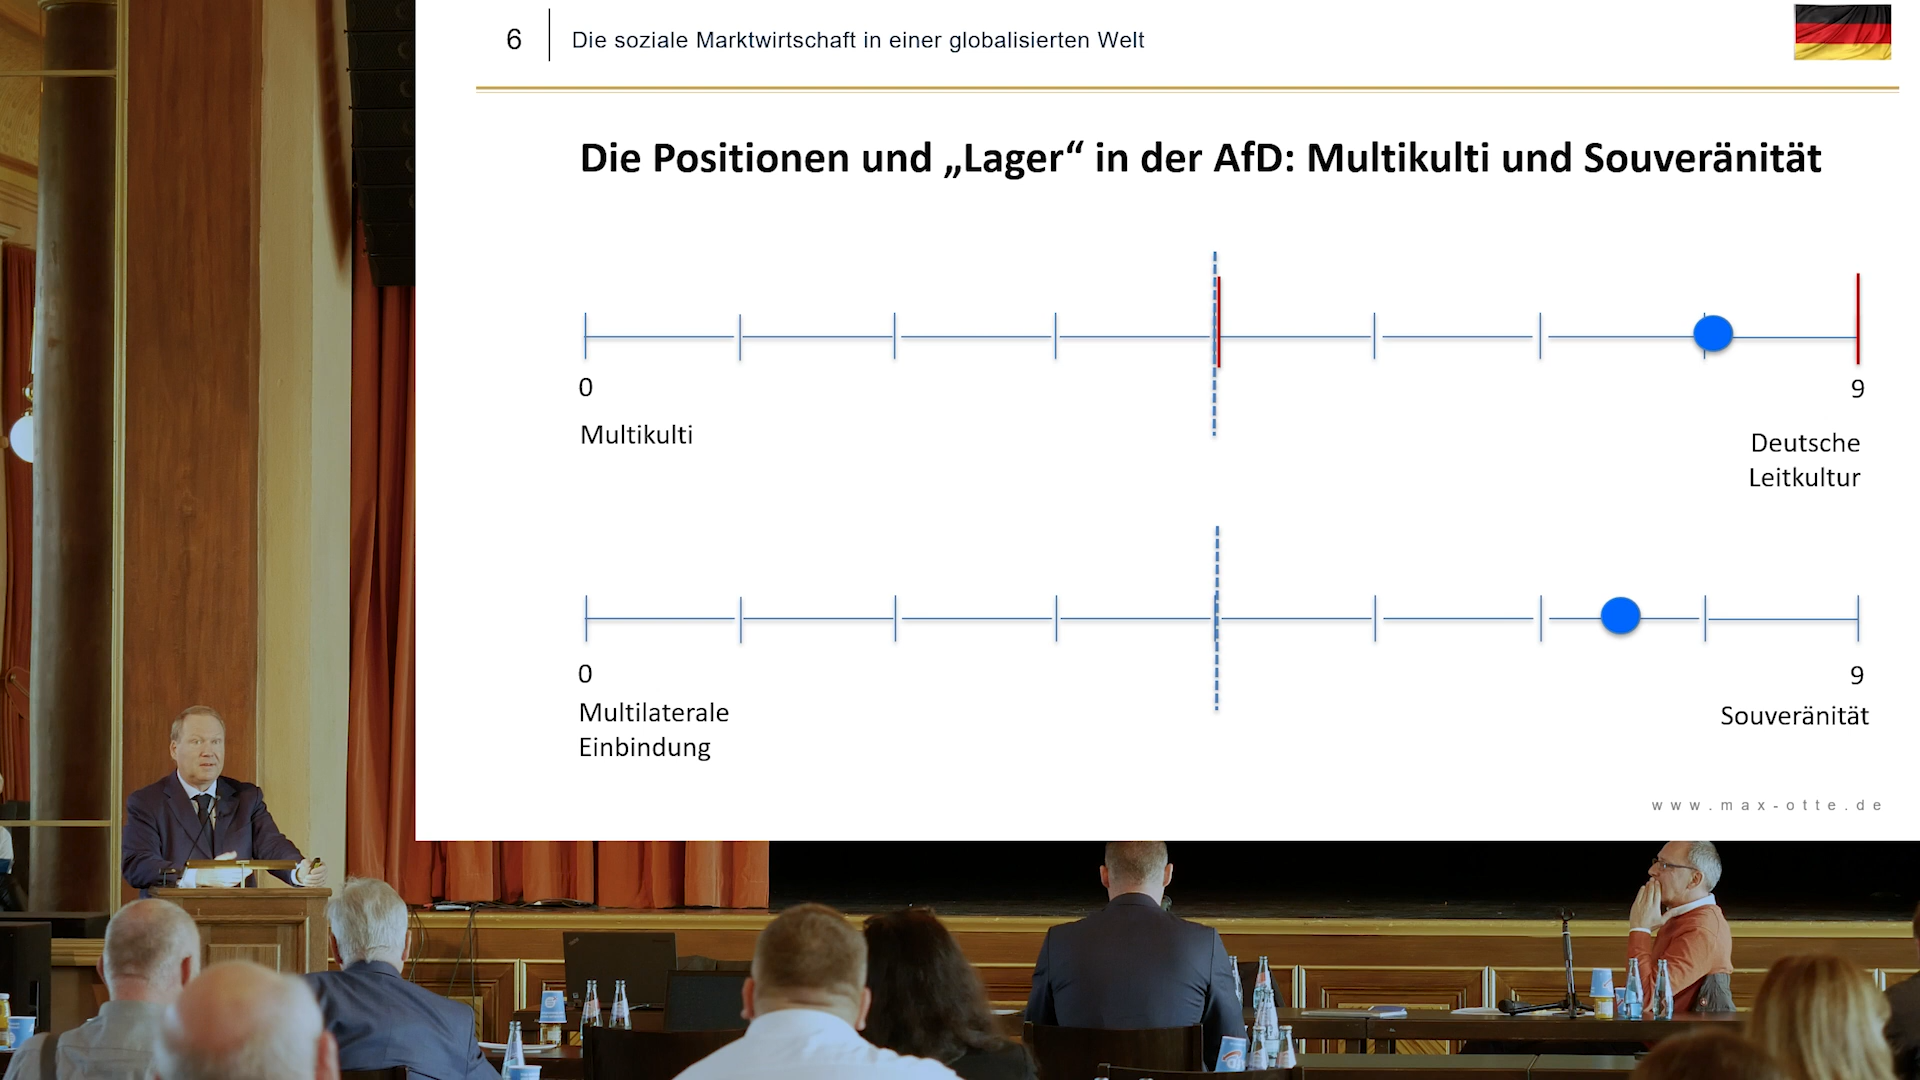 6
Die soziale Marktwirtschaft in einer globalisierten Welt
Die Positionen und „Lager“ in der AfD: Multikulti und Souveränität
0
9
Multikulti
Deutsche
Leitkultur
0
9
Multilaterale
Einbindung
Souveränität
www.max-otte.de